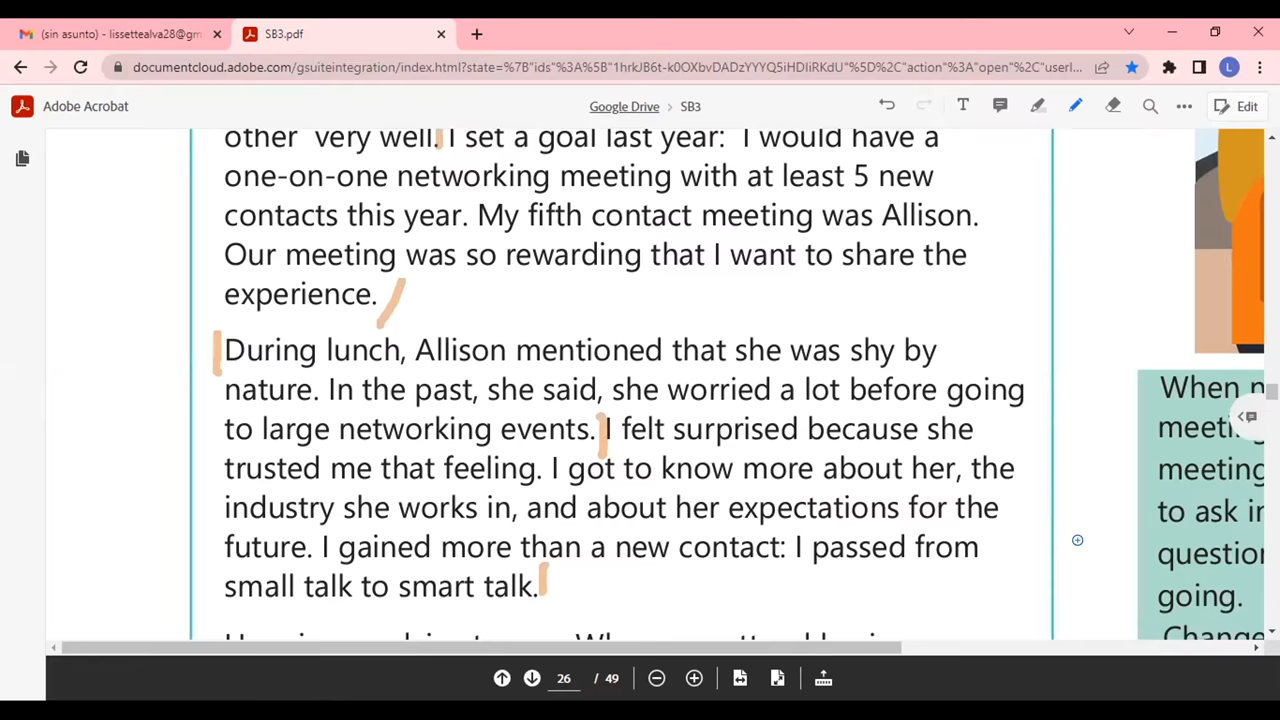 (sin asunto) - lissettealva28@gm
SB3.pdf
documentcloud.adobe.com/gsuiteintegration/index.html?state=%7B"ids"%3A%5B"1hrkJB6t-k0OXbvDADzYYYQ5iHDIiRKdU"%5D%2C"action"%3A"open"%2C"userI...
L
Adobe Acrobat
Google Drive
SB3
Edit
other very well. I set a goal last year: I would have a
one-on-one networking meeting with at least 5 new
contacts this year. My fifth contact meeting was Allison.
Our meeting was so rewarding that I want to share the
experience.
During lunch, Allison mentioned that she was shy by
nature. In the past, she said, she worried a lot before going
to large networking events. I felt surprised because she
trusted me that feeling. I got to know more about her, the
industry she works in, and about her expectations for the
future. I gained more than a new contact: I passed from
small talk to smart talk.
When n
meeti
meeting
to ask in
question
going.
Change
26 / 49